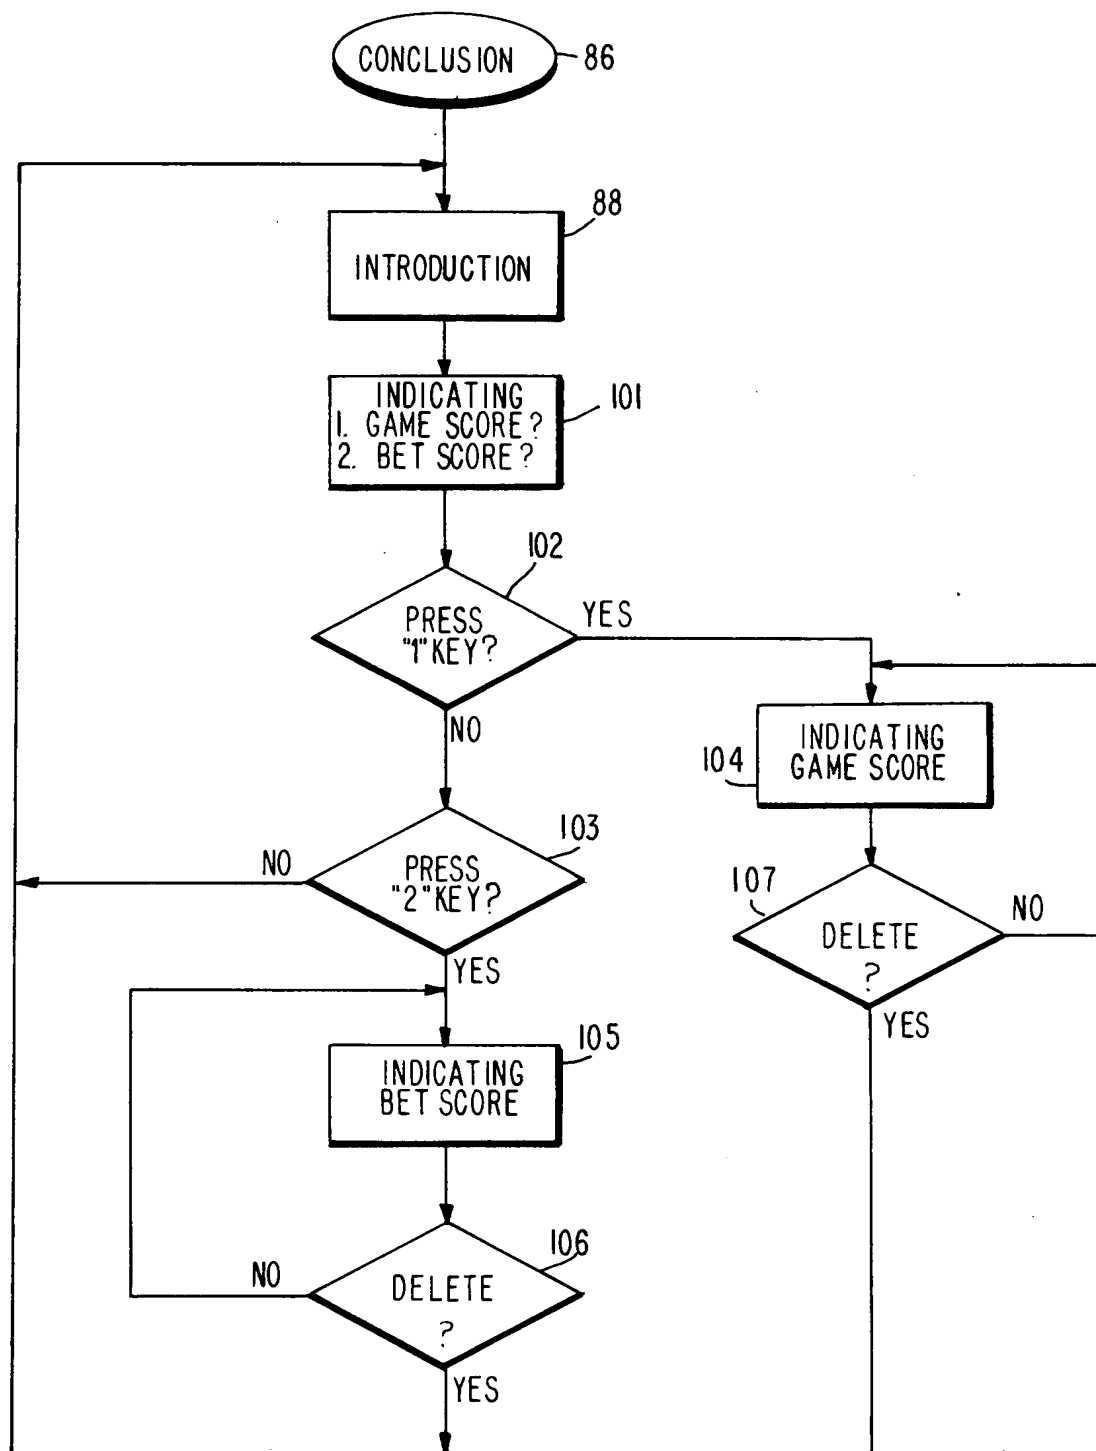 CONCLUSION
86
88
INTRODUCTION
INDICATING
1. GAME SCORE?
2. BET SCORE?
101
102
PRESS
"1" KEY?
YES
NO
INDICATING
GAME SCORE
104
103
PRESS
"2" KEY?
NO
YES
107
DELETE
?
NO
YES
105
INDICATING
BET SCORE
106
DELETE
?
NO
YES